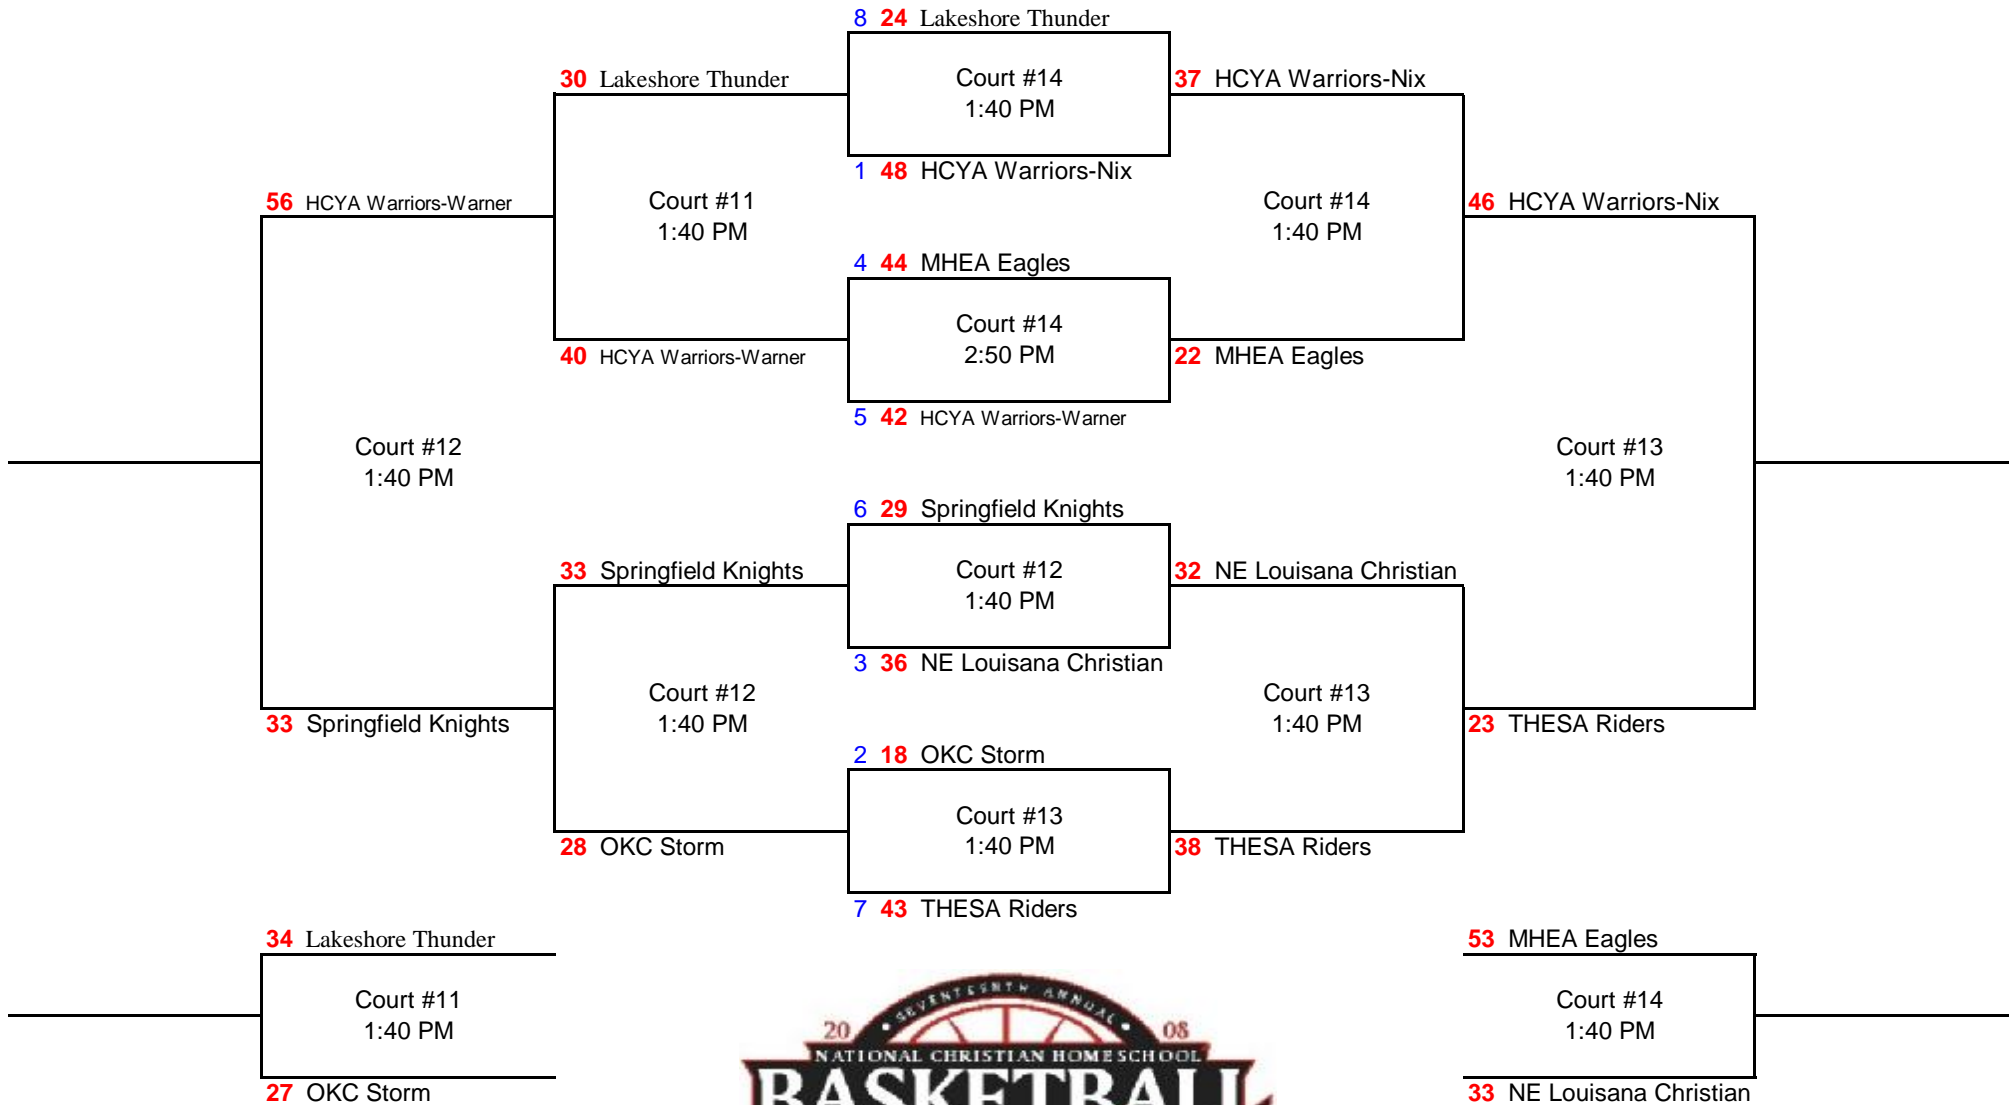 8 24 Lakeshore Thunder
30 Lakeshore Thunder
Court #14
1:40 PM
37 HCYA Warriors-Nix
1 48 HCYA Warriors-Nix
56 HCYA Warriors-Warner
Court #11
1:40 PM
Court #14
1:40 PM
46 HCYA Warriors-Nix
4 44 MHEA Eagles
Court #14
2:50 PM
40 HCYA Warriors-Warner
22 MHEA Eagles
5 42 HCYA Warriors-Warner
Court #12
1:40 PM
Court #13
1:40 PM
6 29 Springfield Knights
33 Springfield Knights
Court #12
1:40 PM
32 NE Louisana Christian
3 36 NE Louisana Christian
33 Springfield Knights
Court #12
1:40 PM
Court #13
1:40 PM
23 THESA Riders
2 18 OKC Storm
Court #13
1:40 PM
28 OKC Storm
38 THESA Riders
7 43 THESA Riders
34 Lakeshore Thunder
Court #11
1:40 PM
27 OKC Storm
53 MHEA Eagles
Court #14
1:40 PM
33 NE Louisana Christian
SEVENTEENTH ANNUAL
20 08
NATIONAL CHRISTIAN HOMESCHOOL
BASKETBALL